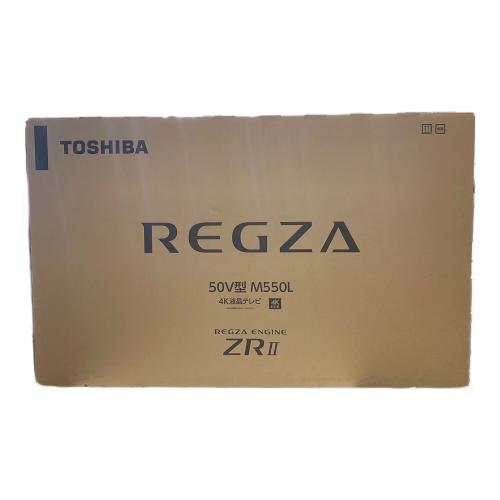 TOSHIBA
REGZA
50V型 M550L
4K液晶テレビ 4K
REGZA ENGINE
ZRII